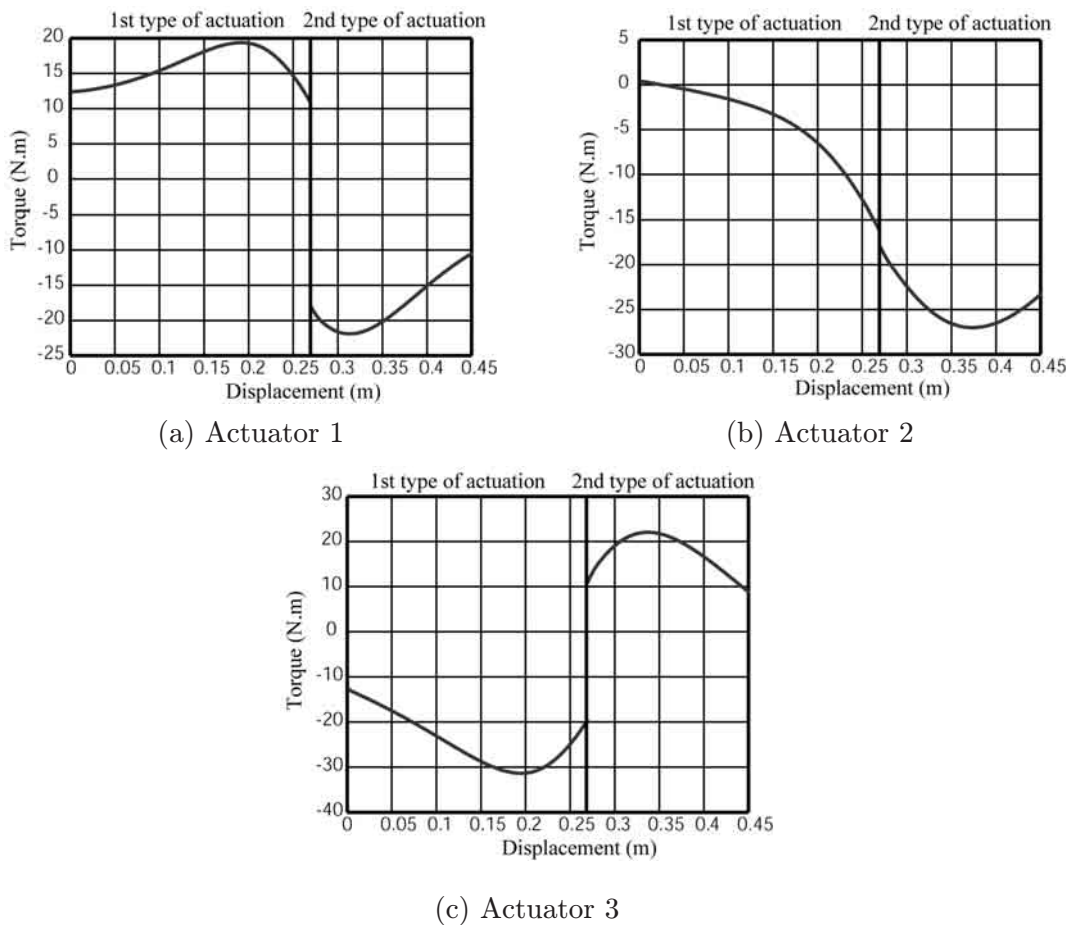 1st type of actuation 2nd type of actuation
20
15
10
5
0
-5
-10
-15
-20
-25
Torque (N.m)
0 0.05 0.1 0.15 0.2 0.25 0.3 0.35 0.4 0.45
Displacement (m)
(a) Actuator 1
1st type of actuation 2nd type of actuation
5
0
-5
-10
-15
-20
-25
-30
Torque (N.m)
0 0.05 0.1 0.15 0.2 0.25 0.3 0.35 0.4 0.45
Displacement (m)
(b) Actuator 2
1st type of actuation 2nd type of actuation
30
20
10
0
-10
-20
-30
-40
Torque (N.m)
0 0.05 0.1 0.15 0.2 0.25 0.3 0.35 0.4 0.45
Displacement (m)
(c) Actuator 3